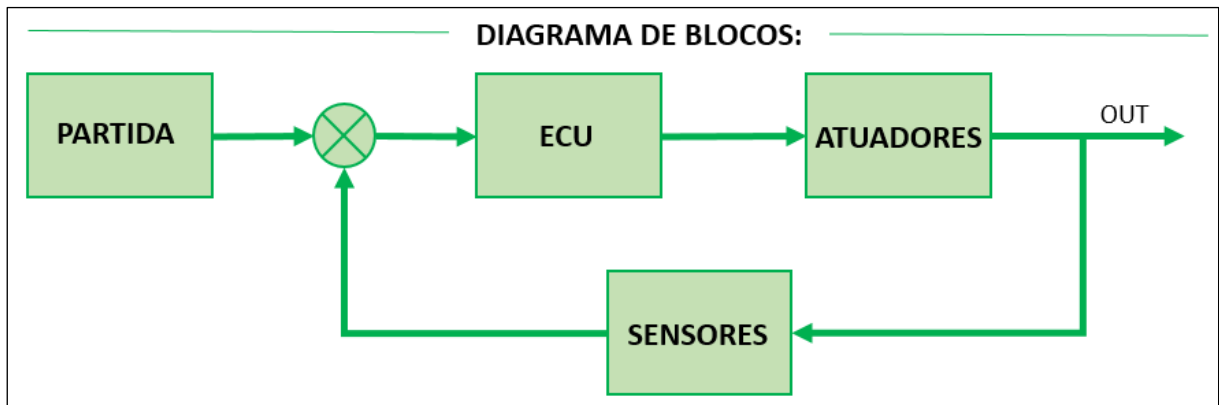 DIAGRAMA DE BLOCOS:
PARTIDA
ECU
ATUADORES
OUT
SENSORES